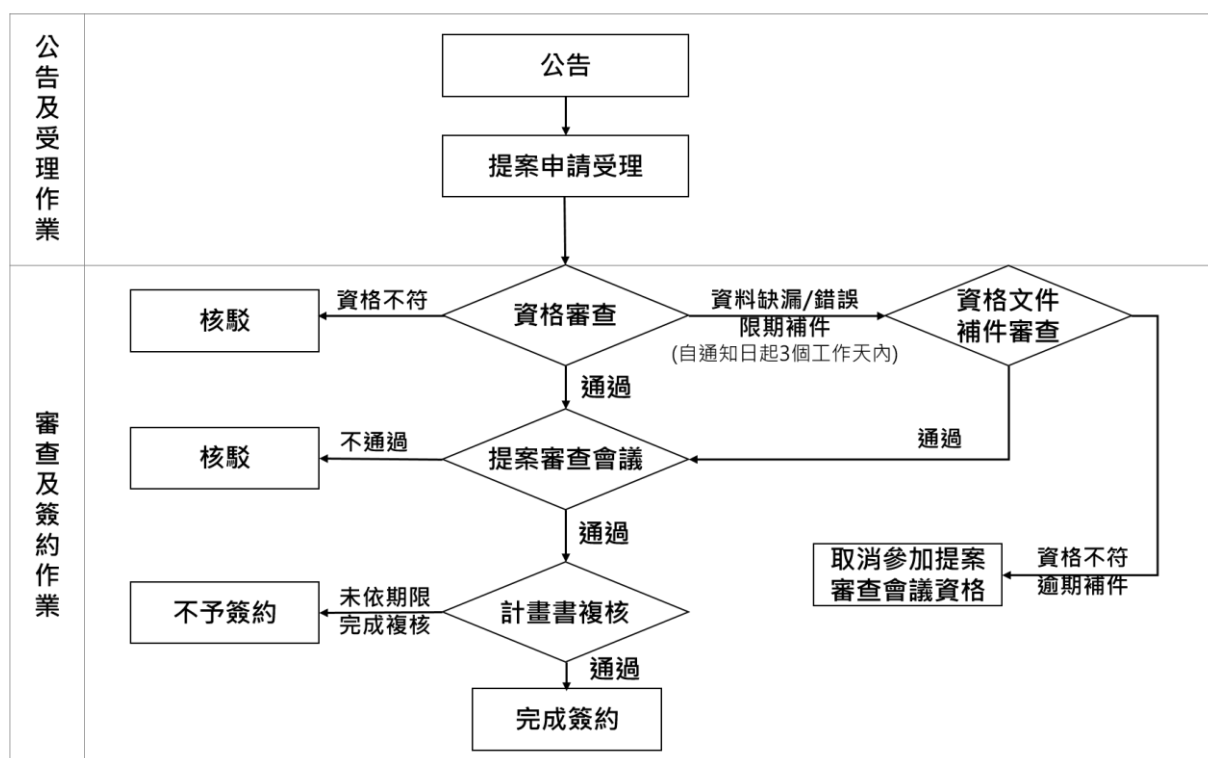 公告及受理作業
公告
提案申請受理
審查及簽約作業
核駁
資格不符
資格審查
資料缺漏/錯誤
限期補件
(自通知日起3個工作天內)
資格文件
補件審查
通過
核駁
不通過
提案審查會議
通過
通過
取消參加提案
審查會議資格
資格不符
逾期補件
不予簽約
未依期限
完成複核
計畫書複核
通過
完成簽約